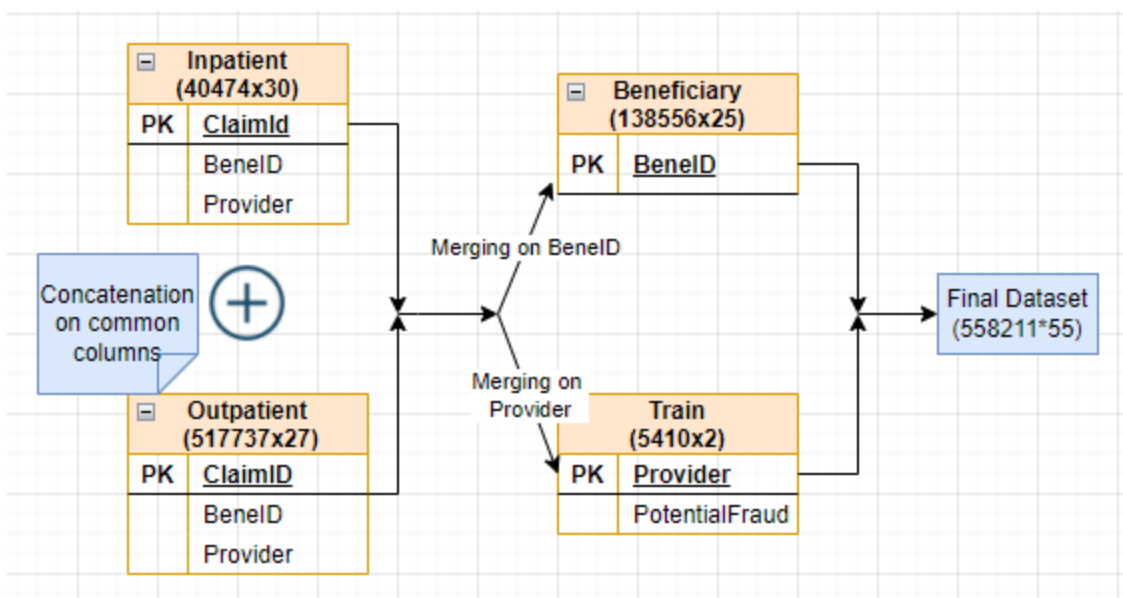 Inpatient
(40474x30)
PK ClaimId
BeneID
Provider
Concatenation
on common
columns
Outpatient
(517737x27)
PK ClaimID
BeneID
Provider
Merging on BeneID
Merging on
Provider
Beneficiary
(138556x25)
PK BeneID
Train
(5410x2)
PK Provider
PotentialFraud
Final Dataset
(558211*55)